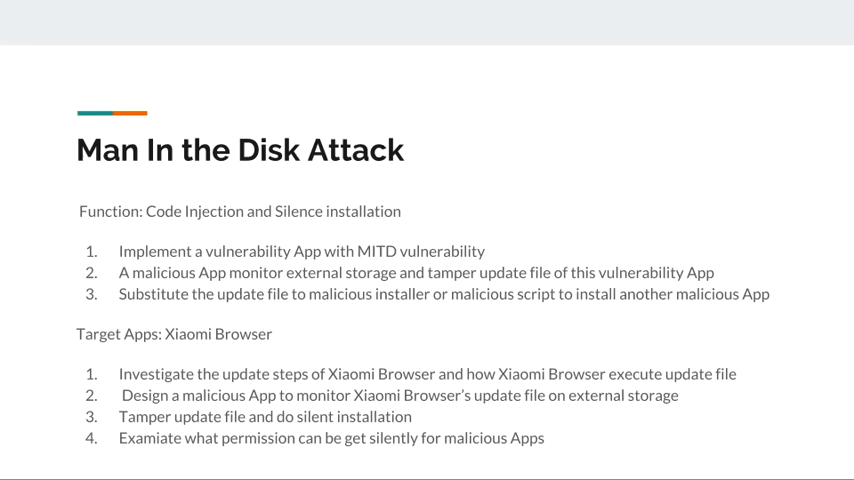 Man In the Disk Attack
Function: Code Injection and Silence installation
1. Implement a vulnerability App with MITD vulnerability
2. A malicious App monitor external storage and tamper update file of this vulnerability App
3. Substitute the update file to malicious installer or malicious script to install another malicious App
Target Apps: Xiaomi Browser
1. Investigate the update steps of Xiaomi Browser and how Xiaomi Browser execute update file
2. Design a malicious App to monitor Xiaomi Browser's update file on external storage
3. Tamper update file and do silent installation
4. Examiate what permission can be get silently for malicious Apps